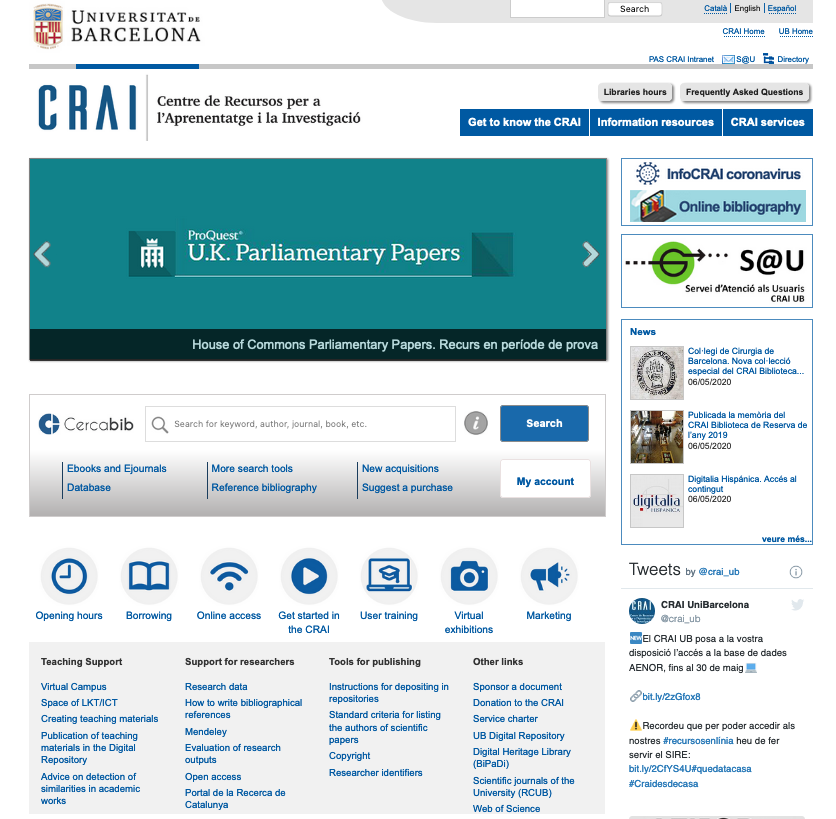 UNIVERSITAT DE
BARCELONA
Search
Català | English | Español
CRAI Home UB Home
PAS CRAI Intranet S@U Directory
CRAI
Centre de Recursos per a
l'Aprenentatge i la Investigació
Libraries hours Frequently Asked Questions
Get to know the CRAI Information resources CRAI services
ProQuest®
U.K. Parliamentary Papers
House of Commons Parliamentary Papers. Recurs en període de prova
InfoCRAI coronavirus
Online bibliography
S@U
Servei d'Atenció als Usuaris
CRAI UB
News
Col·legi de Cirurgia de
Barcelona. Nova col·lecció
especial del CRAI Biblioteca...
06/05/2020
Publicada la memòria del
CRAI Biblioteca de Reserva de
l'any 2019
06/05/2020
digitalia
HISPÁNICA
Digitalia Hispánica. Accés al
contingut
06/05/2020
veure més...
Cercabib
Search for keyword, author, journal, book, etc.
i
Search
Ebooks and Ejournals
Database
More search tools
Reference bibliography
New acquisitions
Suggest a purchase
My account
Opening hours
Borrowing
Online access
Get started in
the CRAI
User training
Virtual
exhibitions
Marketing
Teaching Support
Virtual Campus
Space of LKT/ICT
Creating teaching materials
Publication of teaching
materials in the Digital
Repository
Advice on detection of
similarities in academic
works
Support for researchers
Research data
How to write bibliographical
references
Mendeley
Evaluation of research
outputs
Open access
Portal de la Recerca de
Catalunya
Tools for publishing
Instructions for depositing in
repositories
Standard criteria for listing
the authors of scientific
papers
Copyright
Researcher identifiers
Other links
Sponsor a document
Donation to the CRAI
Service charter
UB Digital Repository
Digital Heritage Library
(BiPaDi)
Scientific journals of the
University (RCUB)
Web of Science
Tweets by @crai_ub
CRAI
CRAI UniBarcelona
@crai_ub
🆕El CRAI UB posa a la vostra
disposició l'accés a la base de dades
AENOR, fins al 30 de maig💻
🔗bit.ly/2zGfox8
⚠️Recordeu que per poder accedir als
nostres #recursosenlínia heu de fer
servir el SIRE:
bit.ly/2CfYS4U#quedatacasa
#Craidesdecasa